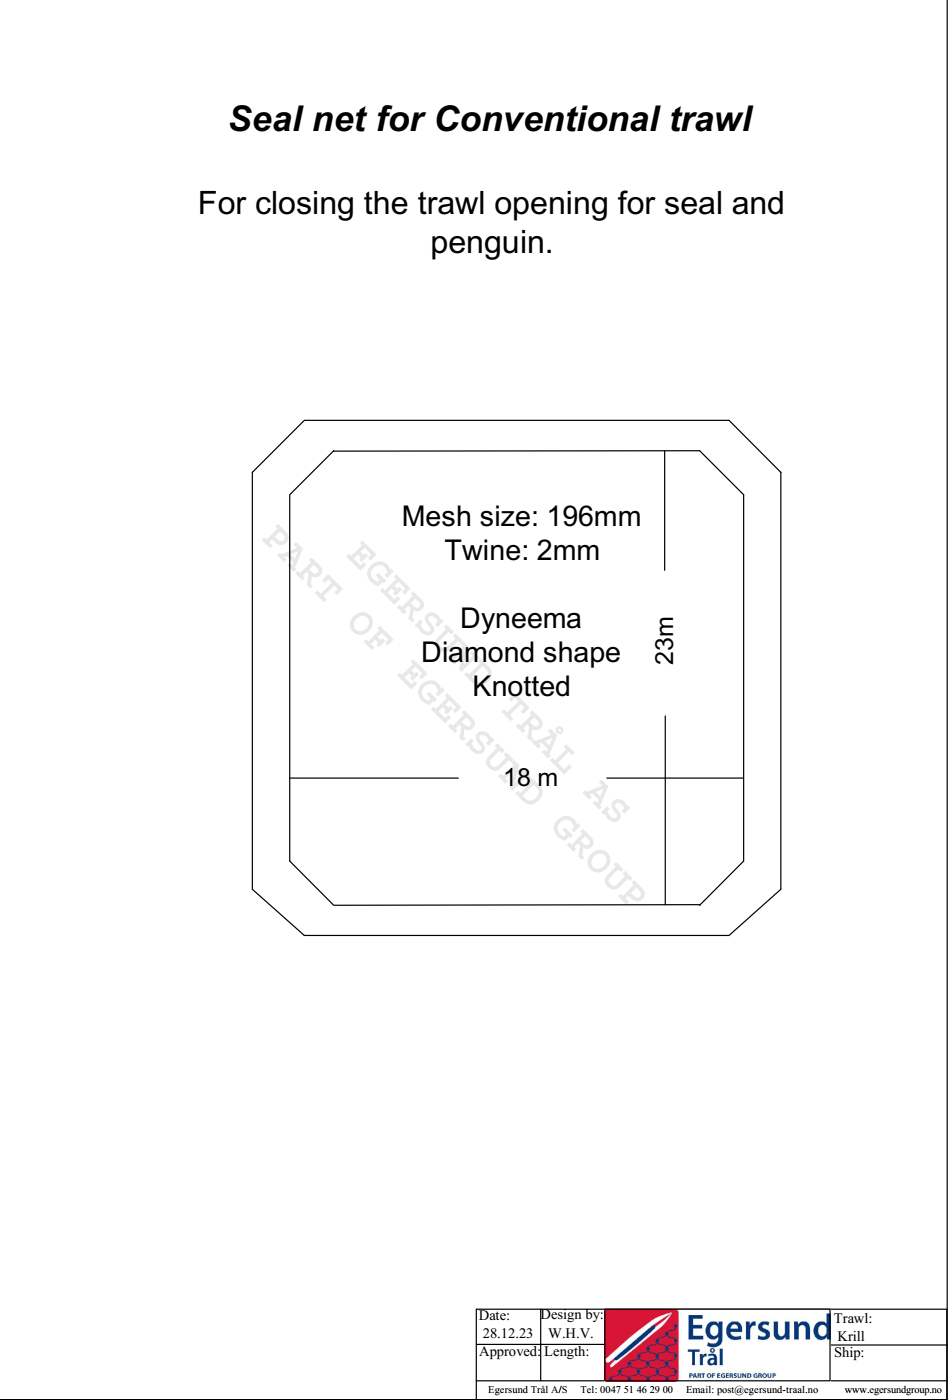 Seal net for Conventional trawl
For closing the trawl opening for seal and
penguin.
Mesh size: 196mm
Twine: 2mm
Dyneema
Diamond shape
Knotted
23m
18 m
EGERSUND TRÅL AS
PART OF EGERSUND GROUP
Date:
28.12.23
Design by:
W.H.V.
Approved:
Length:
Egersund
Trål
PART OF EGERSUND GROUP
Trawl:
Krill
Ship:
Egersund Trål A/S Tel: 0047 51 46 29 00 Email: post@egersund-traal.no www.egersundgroup.no